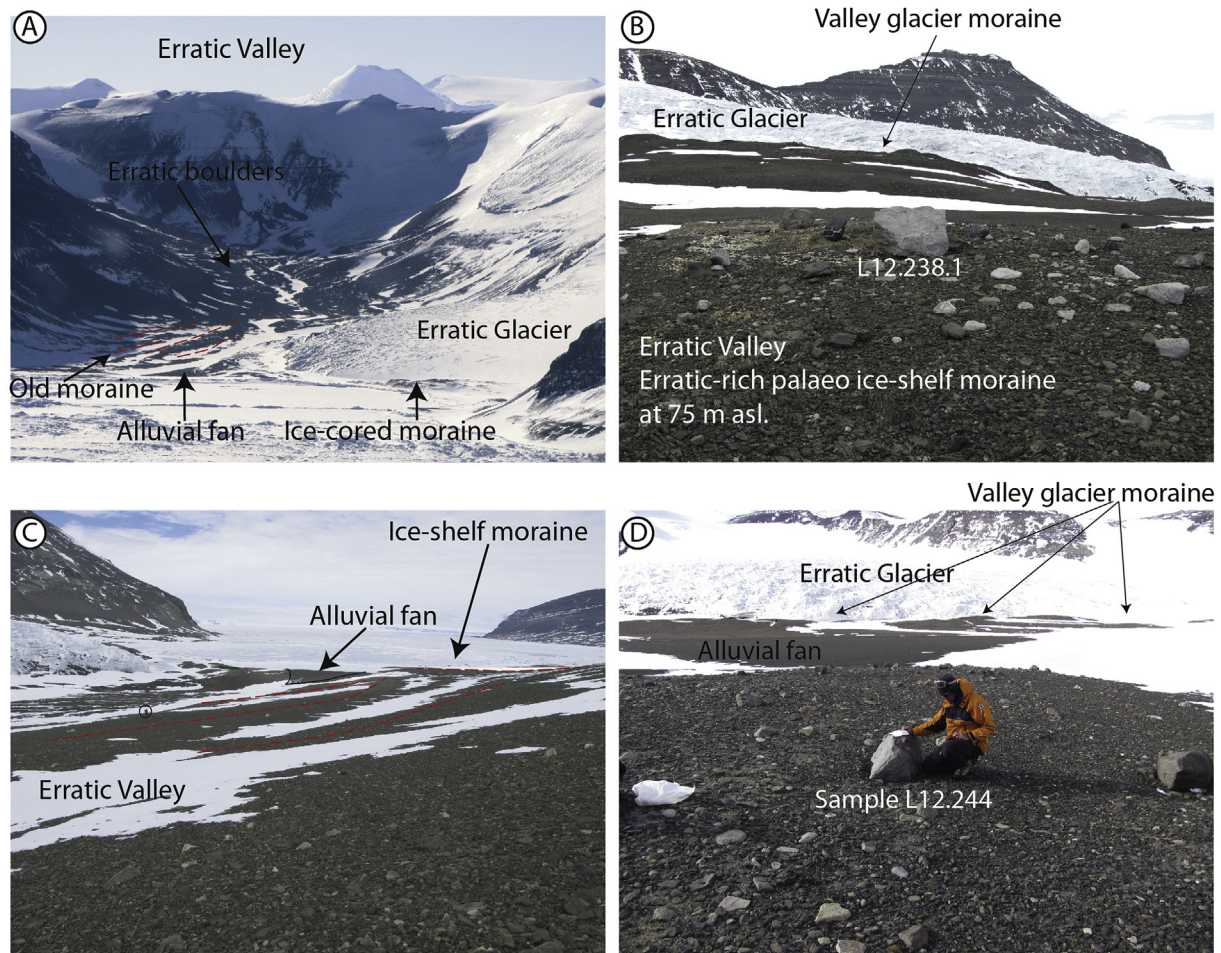 A
Erratic Valley
Erratic boulders
Erratic Glacier
Old moraine
Alluvial fan
Ice-cored moraine
B
Valley glacier moraine
Erratic Glacier
L12.238.1
Erratic Valley
Erratic-rich palaeo ice-shelf moraine
at 75 m asl.
C
Ice-shelf moraine
Alluvial fan
Erratic Valley
D
Valley glacier moraine
Erratic Glacier
Alluvial fan
Sample L12.244